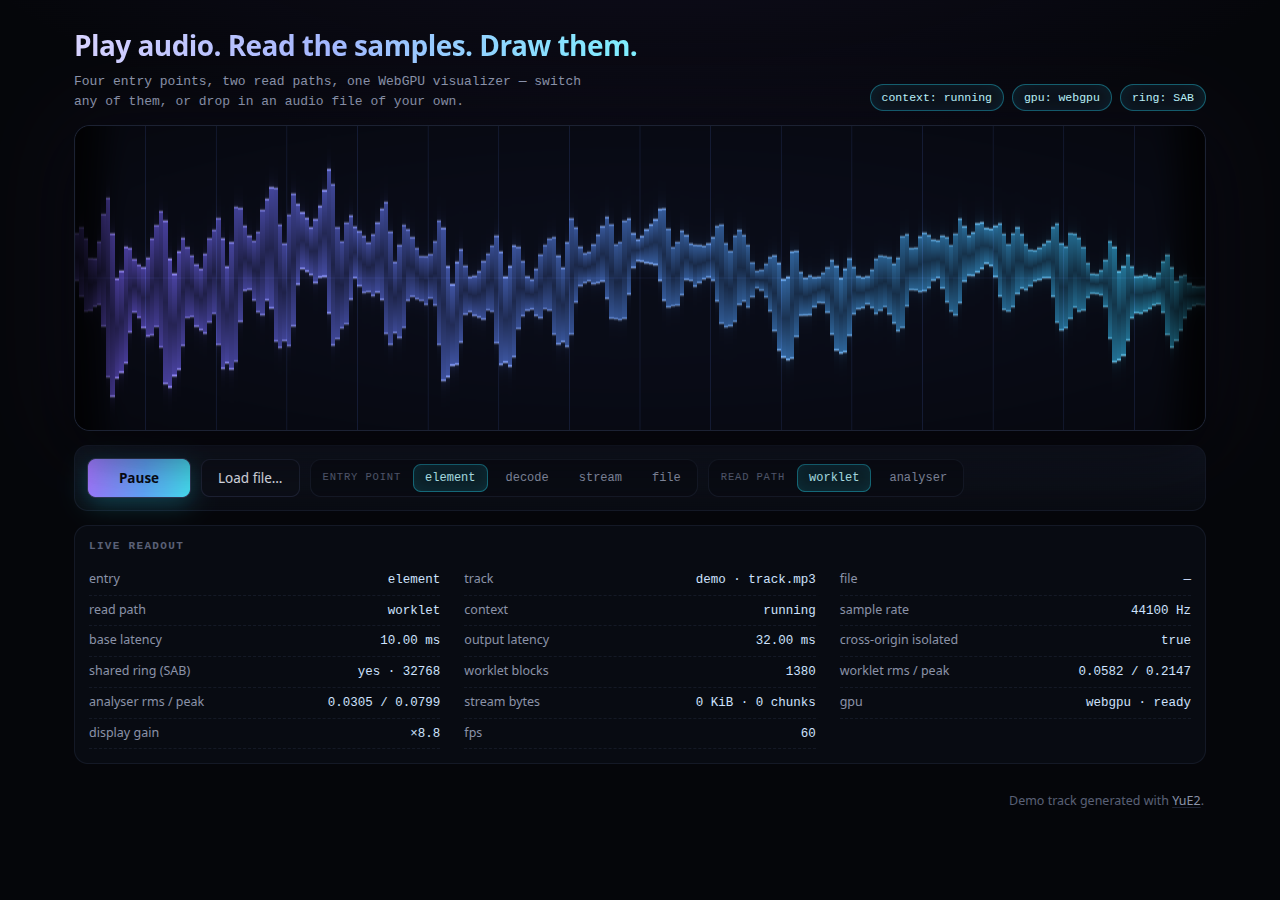 Play audio. Read the samples. Draw them.
Four entry points, two read paths, one WebGPU visualizer — switch
any of them, or drop in an audio file of your own.
context: running
gpu: webgpu
ring: SAB
Pause
Load file...
ENTRY POINT
element
decode
stream
file
READ PATH
worklet
analyser
LIVE READOUT
entry element
track demo · track.mp3
file —
read path worklet
context running
sample rate 44100 Hz
base latency 10.00 ms
output latency 32.00 ms
cross-origin isolated true
shared ring (SAB) yes · 32768
worklet blocks 1380
worklet rms / peak 0.0582 / 0.2147
analyser rms / peak 0.0305 / 0.0799
stream bytes 0 KiB · 0 chunks
gpu webgpu · ready
display gain ×8.8
fps 60
Demo track generated with YuE2.